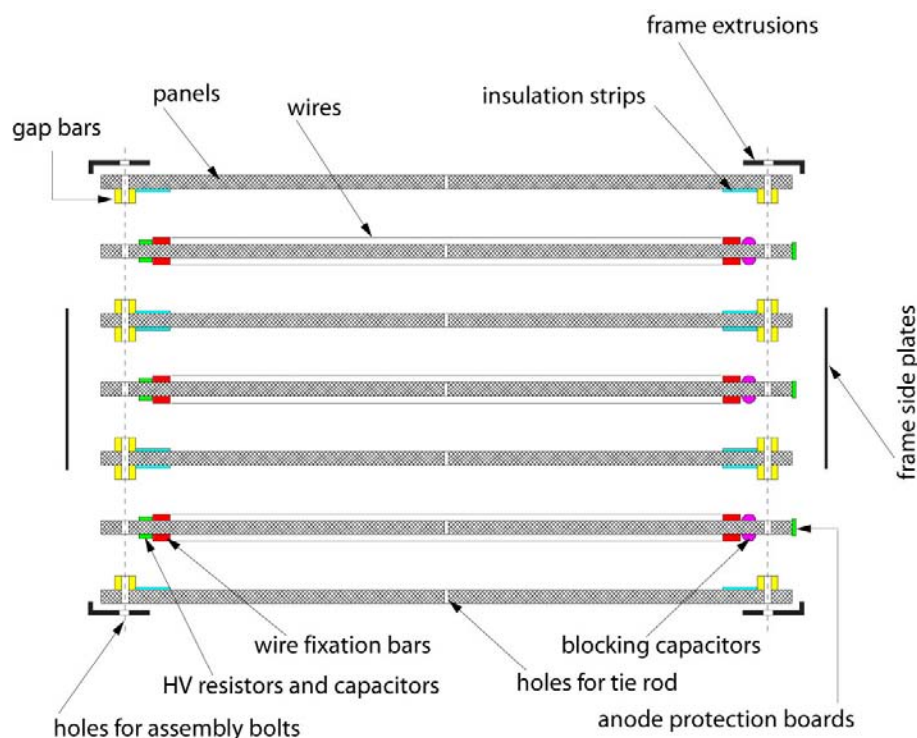 frame extrusions
panels
insulation strips
wires
gap bars
frame side plates
wire fixation bars
blocking capacitors
HV resistors and capacitors
holes for tie rod
holes for assembly bolts
anode protection boards